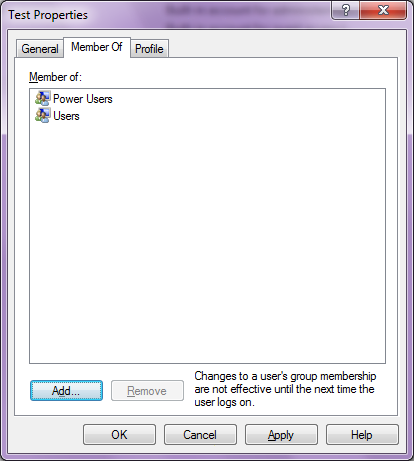 Test Properties
General Member Of Profile
Member of:
Power Users
Users
Add... Remove
Changes to a user's group membership
are not effective until the next time the
user logs on.
OK Cancel Apply Help